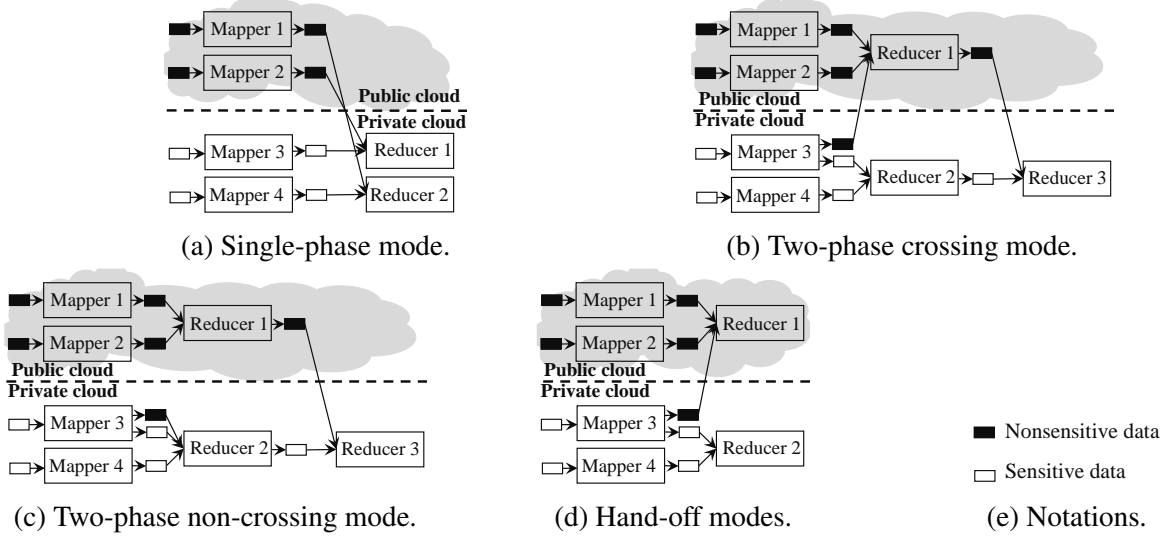 Mapper 1
Mapper 2
Public cloud
Private cloud
Mapper 3
Reducer 1
Mapper 4
Reducer 2
(a) Single-phase mode.
Mapper 1
Reducer 1
Mapper 2
Public cloud
Private cloud
Mapper 3
Reducer 2
Reducer 3
Mapper 4
(b) Two-phase crossing mode.
Mapper 1
Reducer 1
Mapper 2
Public cloud
Private cloud
Mapper 3
Reducer 2
Reducer 3
Mapper 4
(c) Two-phase non-crossing mode.
Mapper 1
Reducer 1
Mapper 2
Public cloud
Private cloud
Mapper 3
Reducer 2
Mapper 4
(d) Hand-off modes.
Nonsensitive data
Sensitive data
(e) Notations.